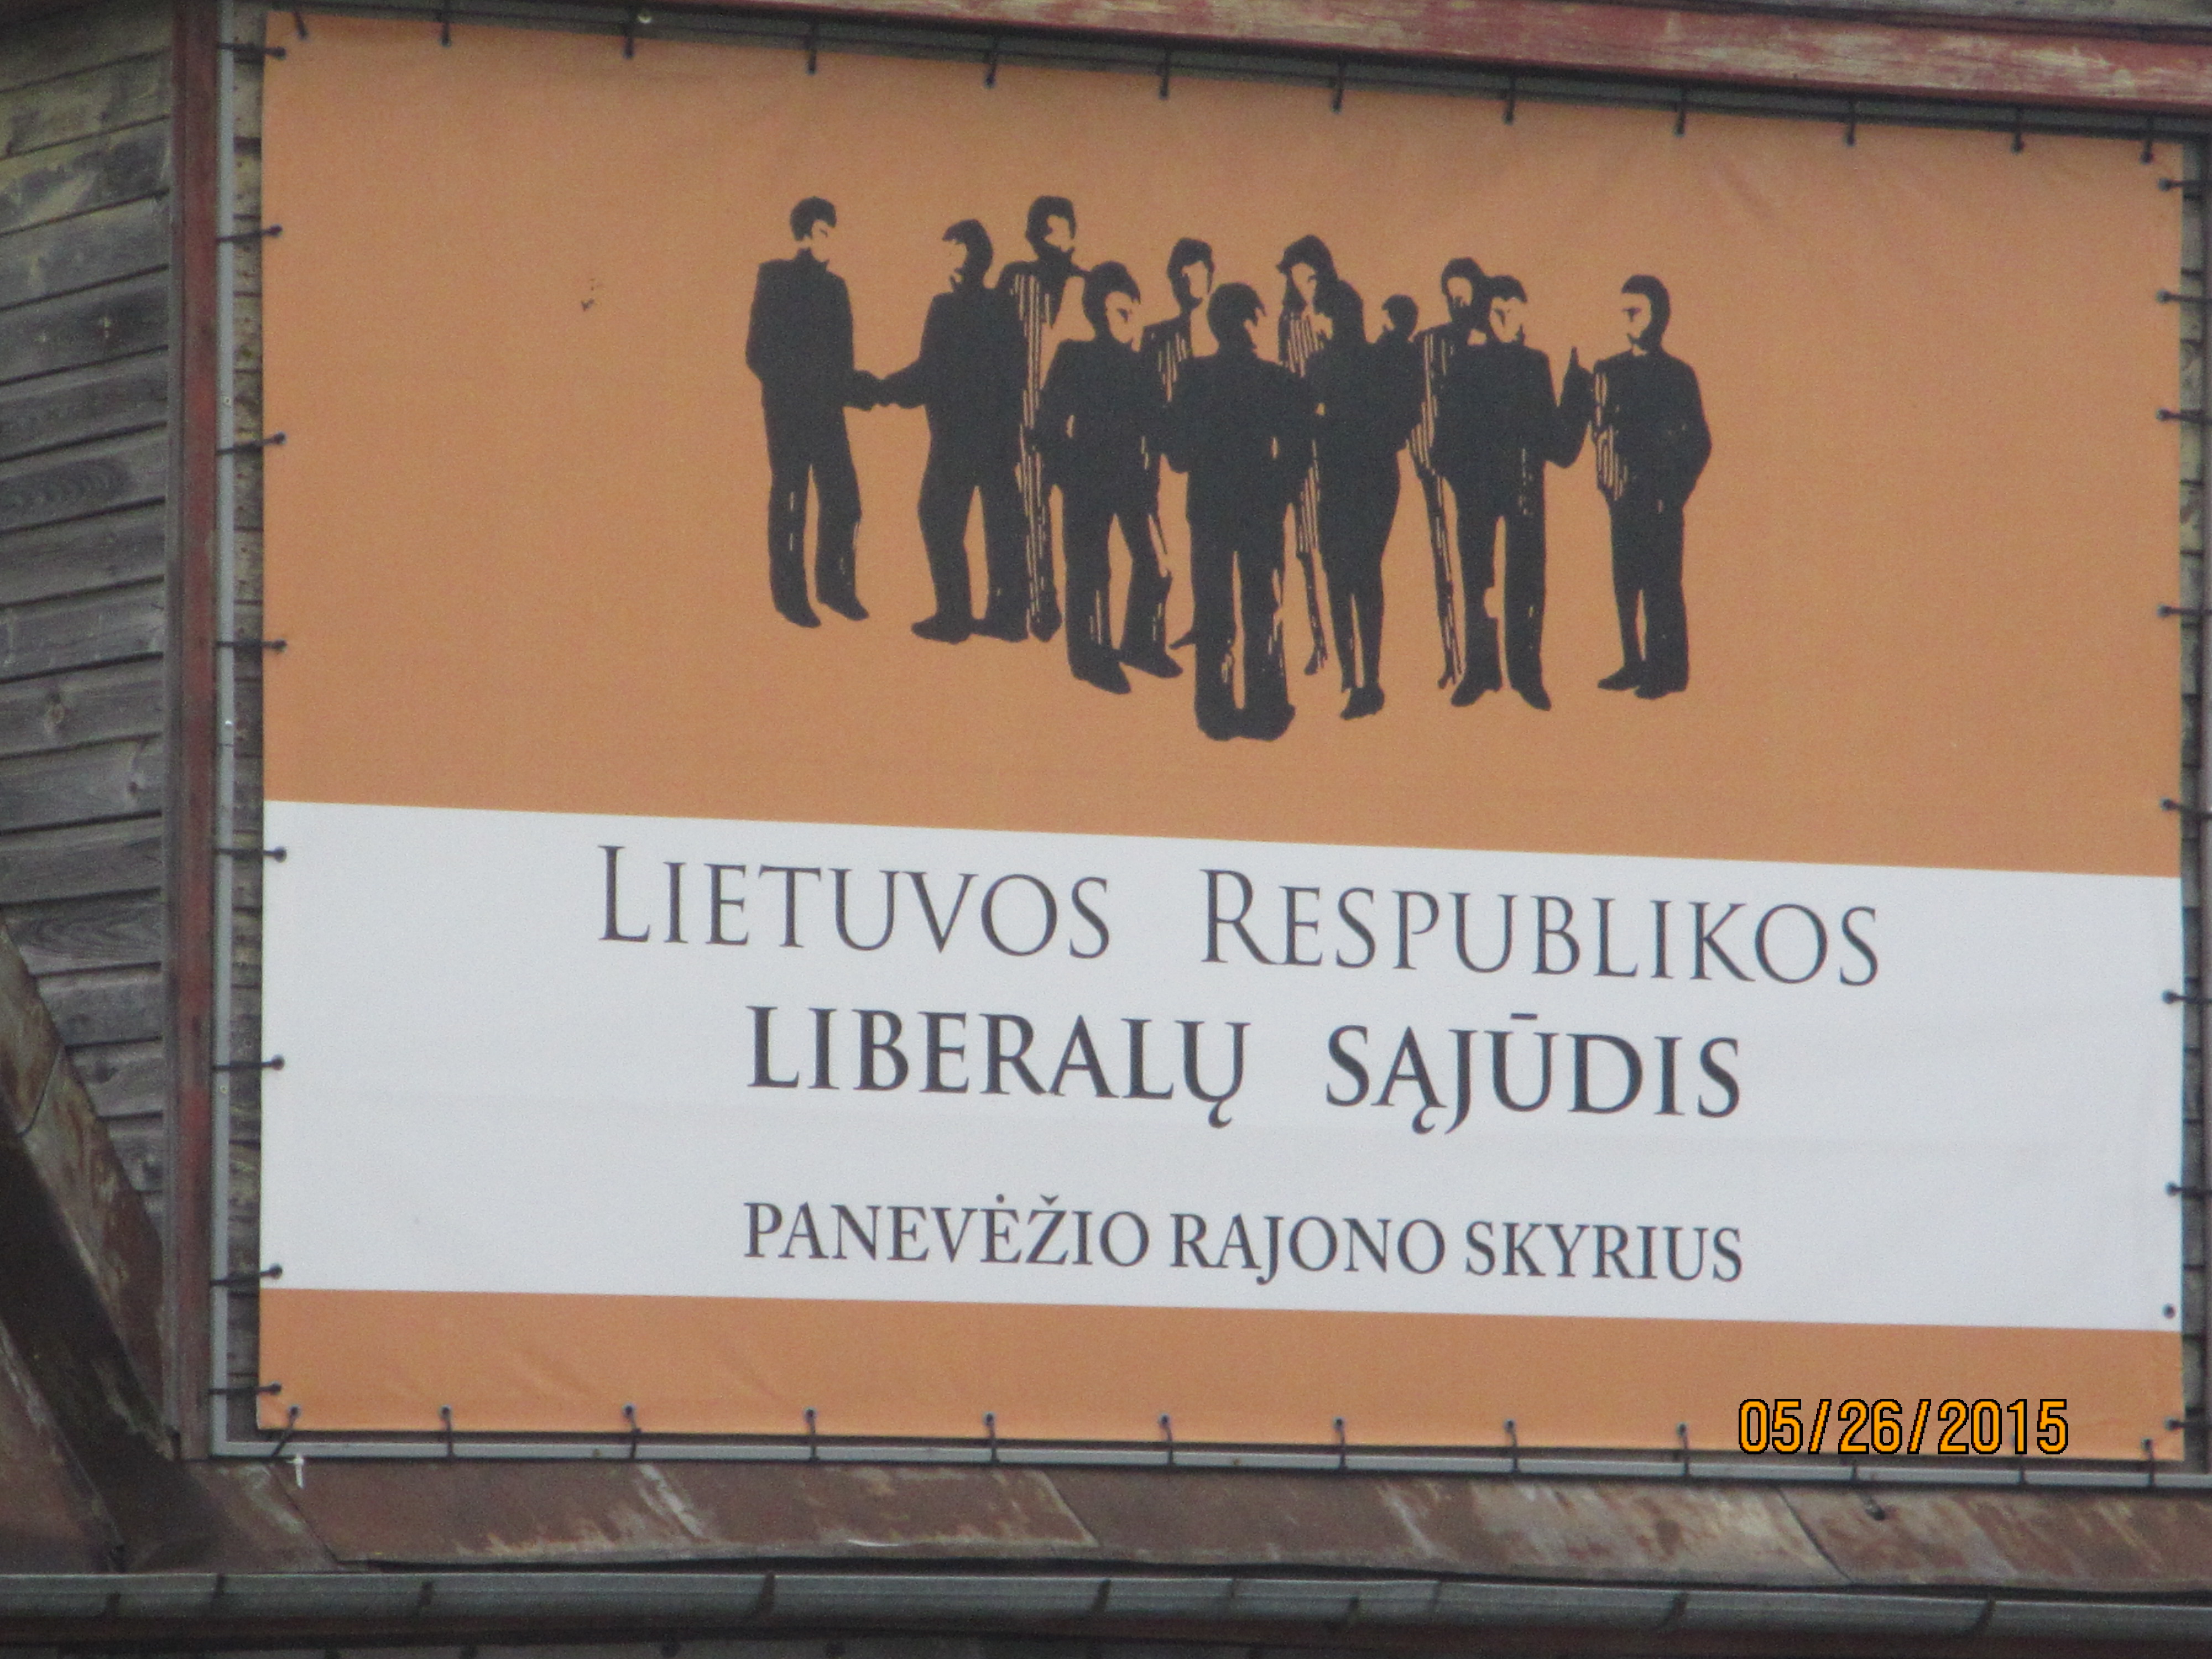 LIETUVOS RESPUBLIKOS
LIBERALŲ SĄJŪDIS
PANEVĖŽIO RAJONO SKYRIUS
05/26/2015